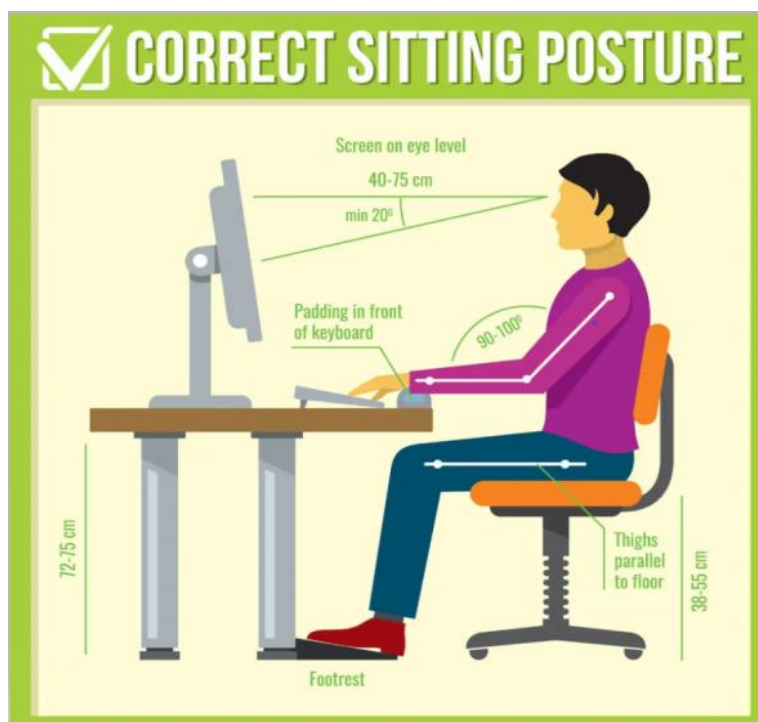 CORRECT SITTING POSTURE
Screen on eye level
40-75 cm
min 20⁰
Padding in front
of keyboard
90-100⁰
72-75 cm
Thighs
parallel
to floor
38-55 cm
Footrest